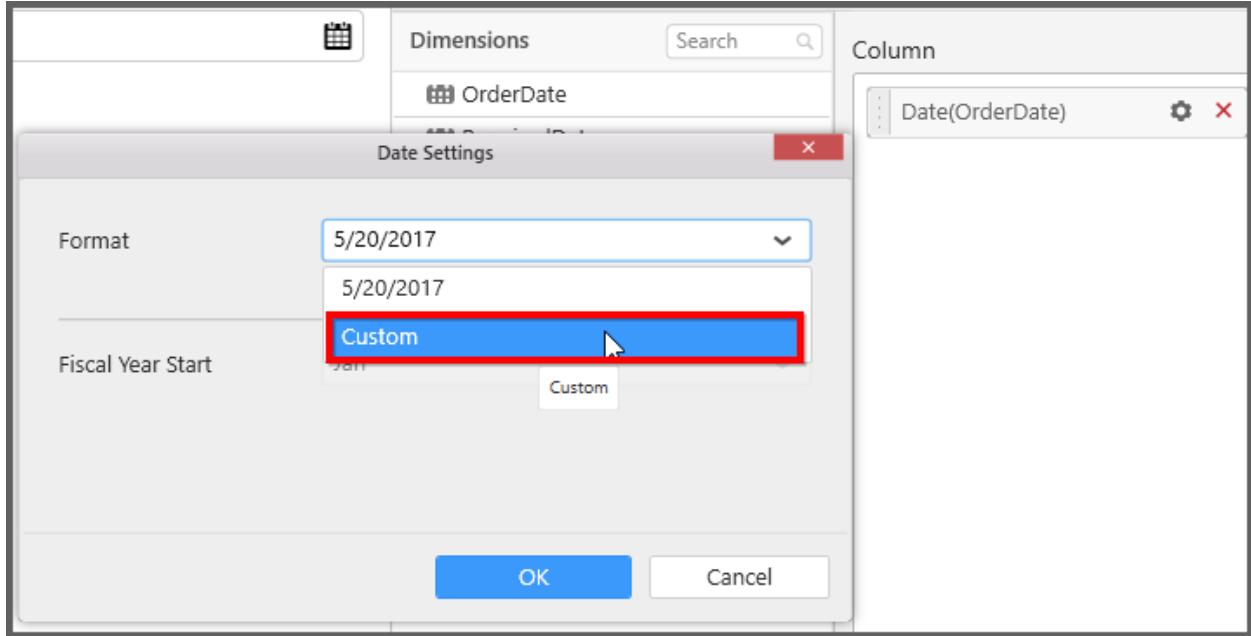 Dimensions
Search
Column
OrderDate
Date(OrderDate)
Date Settings
Format
5/20/2017
5/20/2017
Custom
Fiscal Year Start
Custom
OK
Cancel